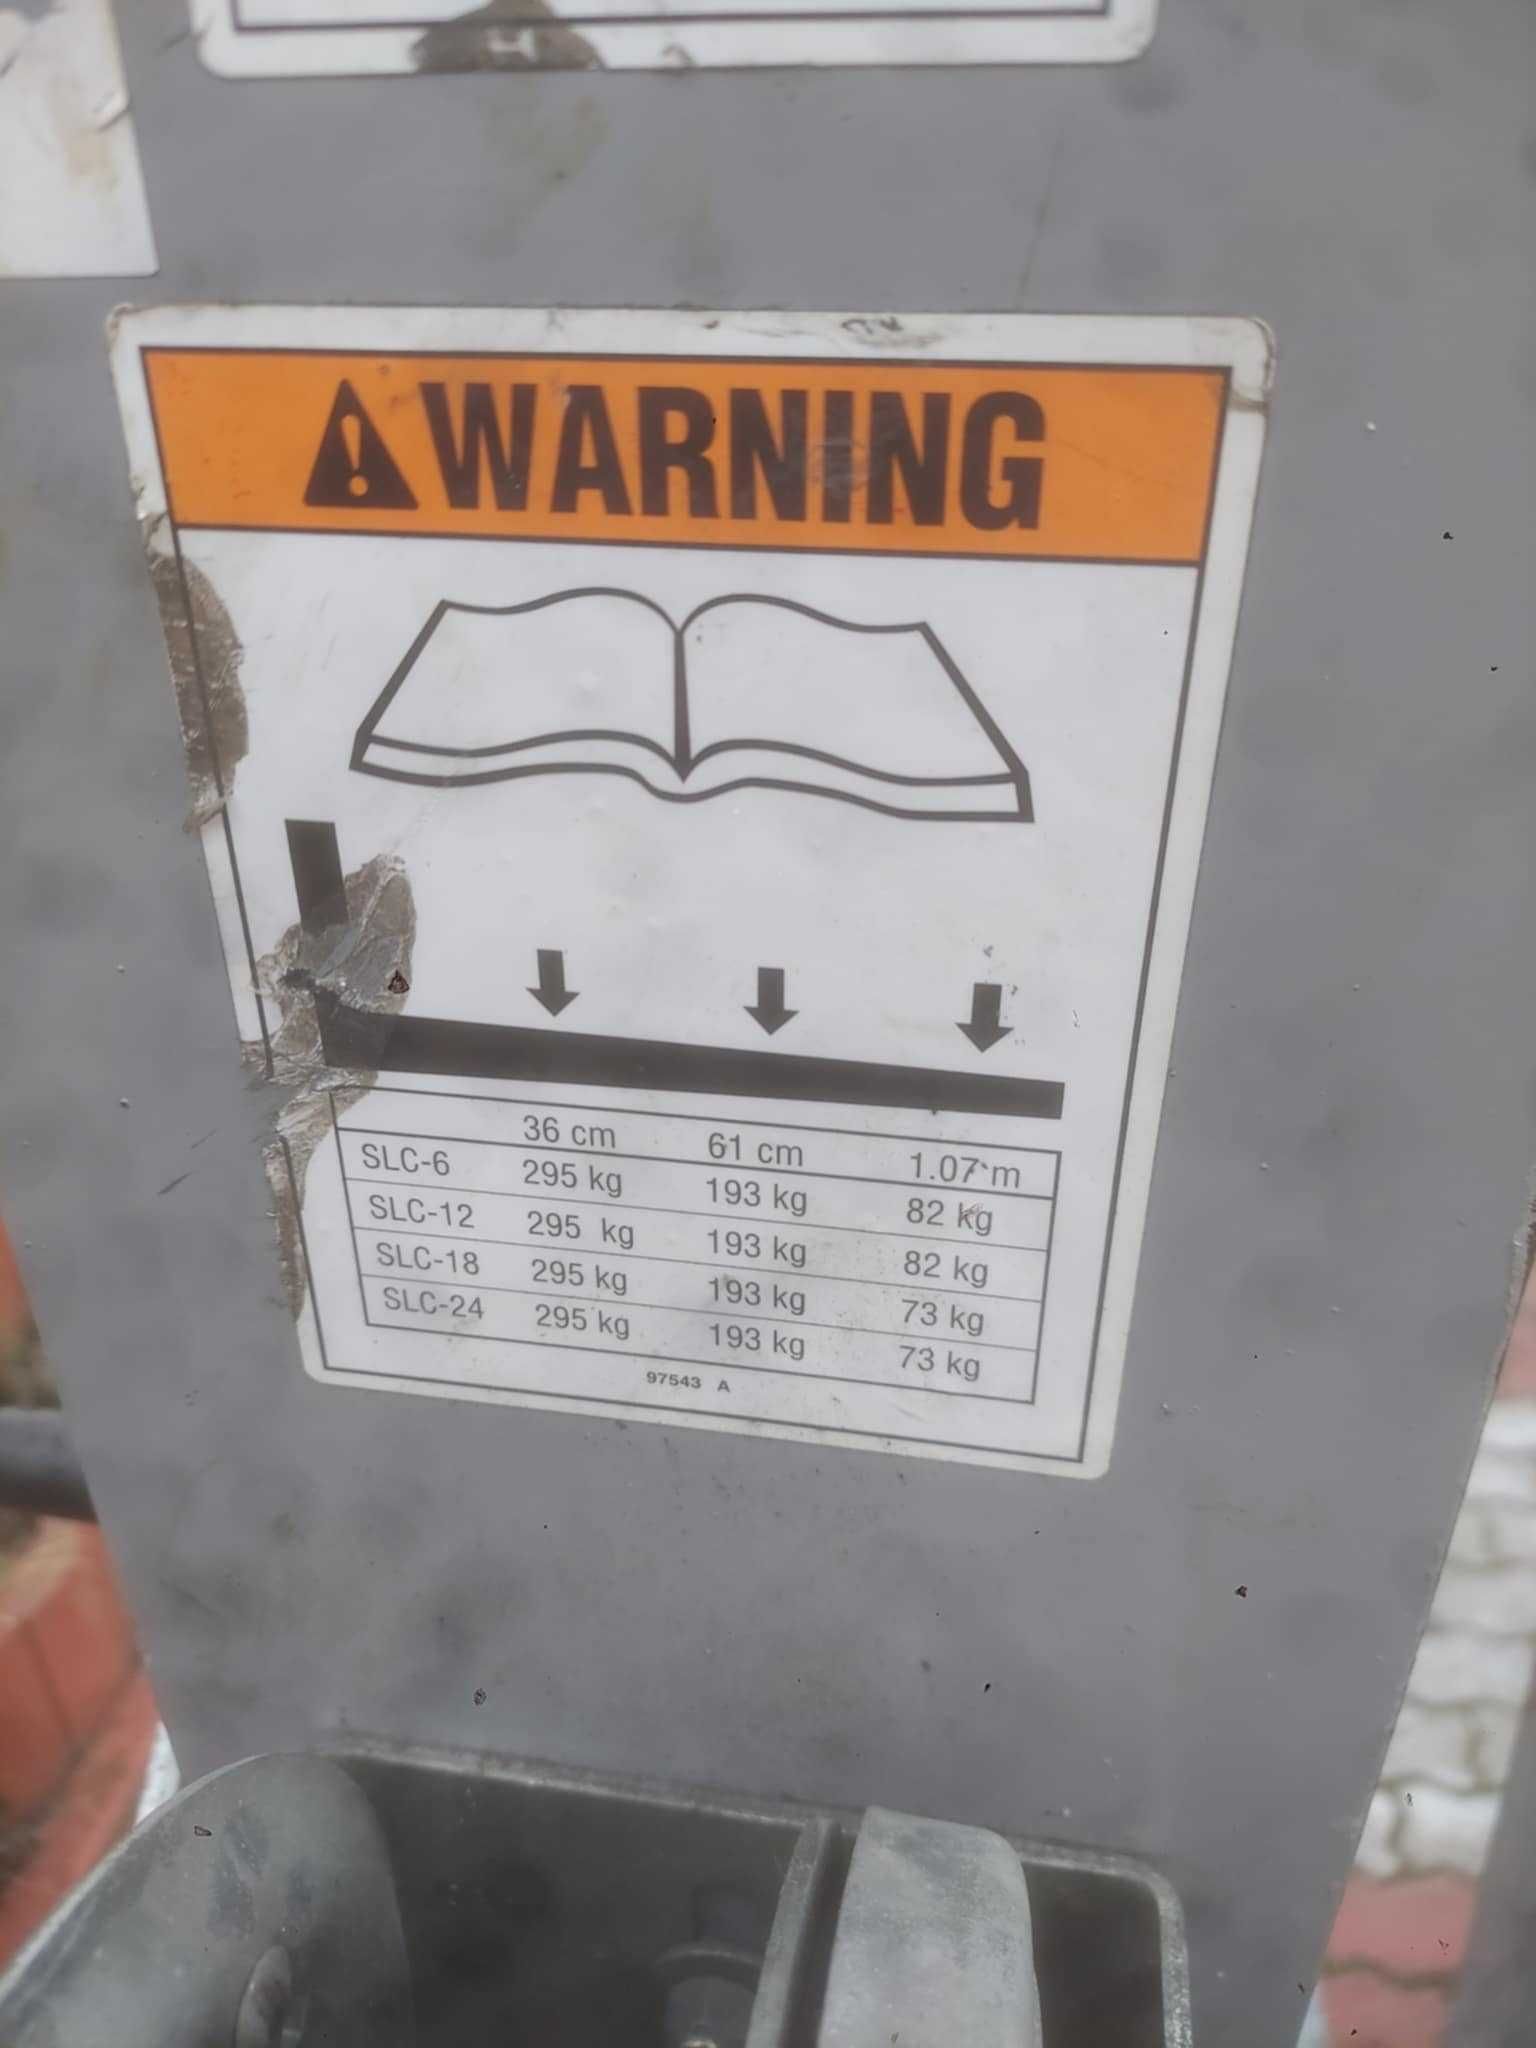 WARNING
36 cm 61 cm 1.07 m
SLC-6 295 kg 193 kg 82 kg
SLC-12 295 kg 193 kg 82 kg
SLC-18 295 kg 193 kg 73 kg
SLC-24 295 kg 193 kg 73 kg
97543 A